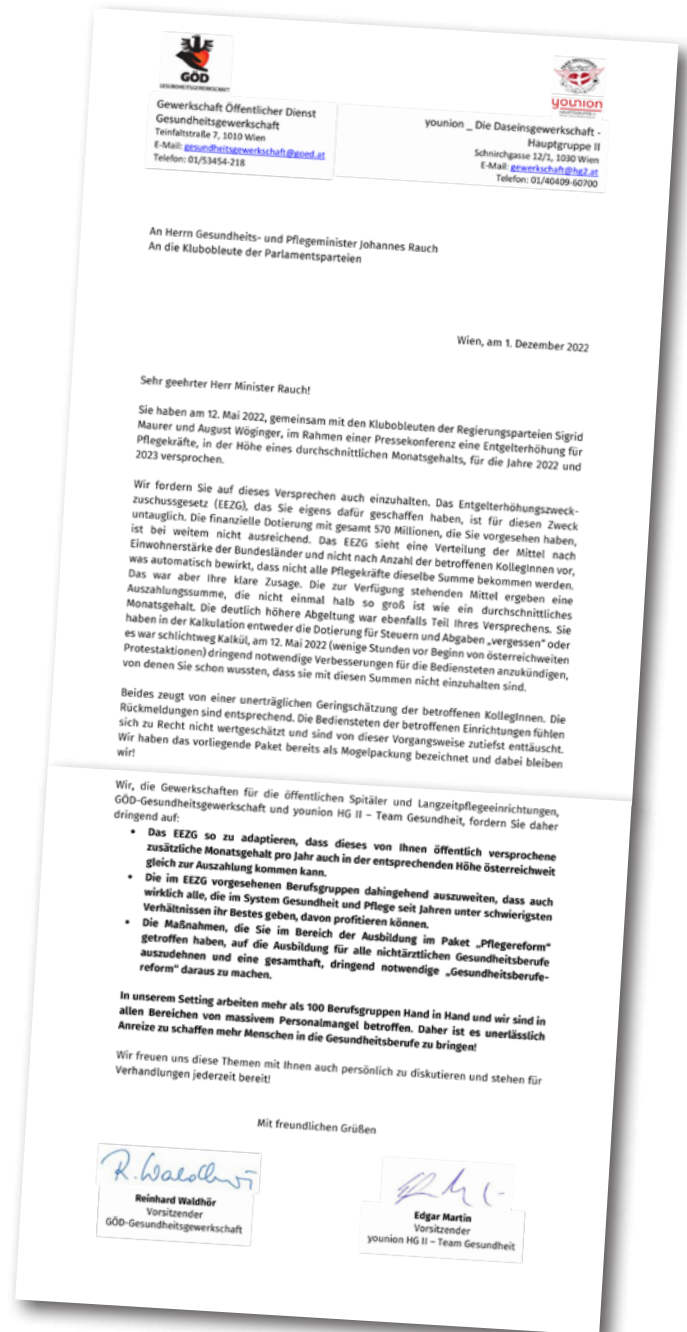 GÖD
GESUNDHEITSGEWERKSCHAFT
Gewerkschaft Öffentlicher Dienst
Gesundheitsgewerkschaft
Teinfaltstraße 7, 1010 Wien
E-Mail: gesundheitsgewerkschaft@goed.at
Telefon: 01/53454-218
younion
younion _ Die Daseinsgewerkschaft -
Hauptgruppe II
Schnirchgasse 12/1, 1030 Wien
E-Mail: gewerkschaft@hg2.at
Telefon: 01/40409-60700
An Herrn Gesundheits- und Pflegeminister Johannes Rauch
An die Klubobleute der Parlamentsparteien
Wien, am 1. Dezember 2022
Sehr geehrter Herr Minister Rauch!
Sie haben am 12. Mai 2022, gemeinsam mit den Klubobleuten der Regierungsparteien Sigrid
Maurer und August Wöginger, im Rahmen einer Pressekonferenz eine Entgelterhöhung für
Pflegekräfte, in der Höhe eines durchschnittlichen Monatsgehalts, für die Jahre 2022 und
2023 versprochen.
Wir fordern Sie auf dieses Versprechen auch einzuhalten. Das Entgelterhöhungszweck-
zuschussgesetz (EEZG), das Sie eigens dafür geschaffen haben, ist für diesen Zweck
untauglich. Die finanzielle Dotierung mit gesamt 570 Millionen, die Sie vorgesehen haben,
ist bei weitem nicht ausreichend. Das EEZG sieht eine Verteilung der Mittel nach
Einwohnerstärke der Bundesländer und nicht nach Anzahl der betroffenen KollegInnen vor,
was automatisch bewirkt, dass nicht alle Pflegekräfte dieselbe Summe bekommen werden.
Das war aber Ihre klare Zusage. Die zur Verfügung stehenden Mittel ergeben eine
Auszahlungssumme, die nicht einmal halb so groß ist wie ein durchschnittliches
Monatsgehalt. Die deutlich höhere Abgeltung war ebenfalls Teil Ihres Versprechens. Sie
haben in der Kalkulation entweder die Dotierung für Steuern und Abgaben „vergessen“ oder
es war schlichtweg Kalkül, am 12. Mai 2022 (wenige Stunden vor Beginn von österreichweiten
Protestaktionen) dringend notwendige Verbesserungen für die Bediensteten anzukündigen,
von denen Sie schon wussten, dass sie mit diesen Summen nicht einzuhalten sind.
Beides zeugt von einer unerträglichen Geringschätzung der betroffenen KollegInnen. Die
Rückmeldungen sind entsprechend. Die Bediensteten der betroffenen Einrichtungen fühlen
sich zu Recht nicht wertgeschätzt und sind von dieser Vorgangsweise zutiefst enttäuscht.
Wir haben das vorliegende Paket bereits als Mogelpackung bezeichnet und dabei bleiben
wir!
Wir, die Gewerkschaften für die öffentlichen Spitäler und Langzeitpflegeeinrichtungen,
GÖD-Gesundheitsgewerkschaft und younion HG II – Team Gesundheit, fordern Sie daher
dringend auf:
• Das EEZG so zu adaptieren, dass dieses von Ihnen öffentlich versprochene
zusätzliche Monatsgehalt pro Jahr auch in der entsprechenden Höhe österreichweit
gleich zur Auszahlung kommen kann.
• Die im EEZG vorgesehenen Berufsgruppen dahingehend auszuweiten, dass auch
wirklich alle, die im System Gesundheit und Pflege seit Jahren unter schwierigsten
Verhältnissen ihr Bestes geben, davon profitieren können.
• Die Maßnahmen, die Sie im Bereich der Ausbildung im Paket „Pflegereform“
getroffen haben, auf die Ausbildung für alle nichtärztlichen Gesundheitsberufe
auszudehnen und eine gesamthaft, dringend notwendige „Gesundheitsberufe-
reform“ daraus zu machen.
In unserem Setting arbeiten mehr als 100 Berufsgruppen Hand in Hand und wir sind in
allen Bereichen von massivem Personalmangel betroffen. Daher ist es unerlässlich
Anreize zu schaffen mehr Menschen in die Gesundheitsberufe zu bringen!
Wir freuen uns diese Themen mit Ihnen auch persönlich zu diskutieren und stehen für
Verhandlungen jederzeit bereit!
Mit freundlichen Grüßen
R. Waldhör
Reinhard Waldhör
Vorsitzender
GÖD-Gesundheitsgewerkschaft
Edgar Martin
Vorsitzender
younion HG II – Team Gesundheit